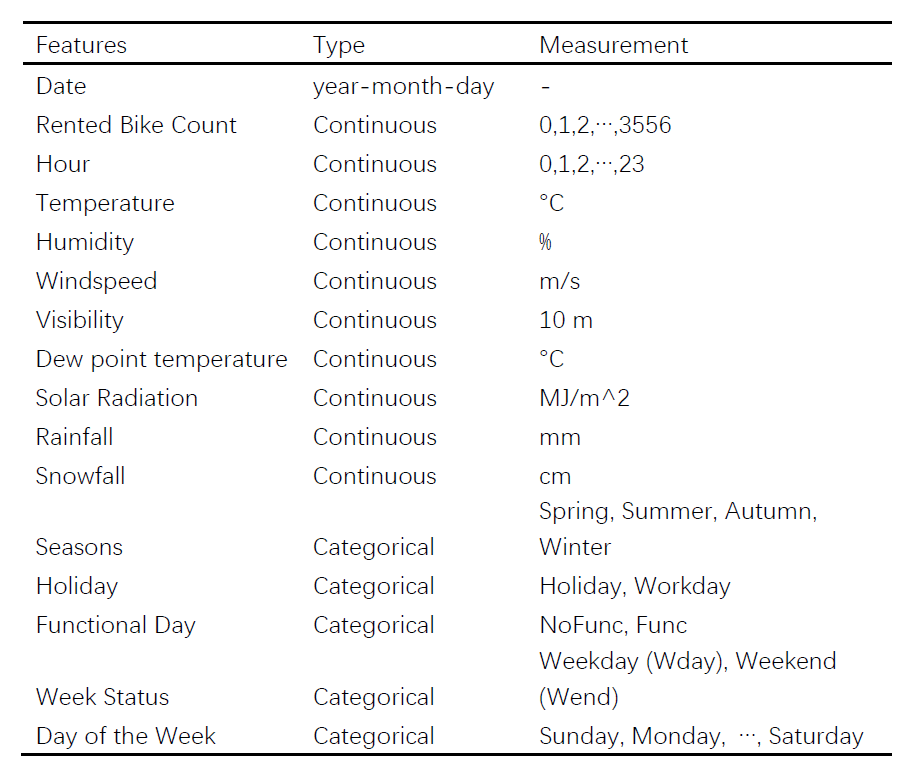 Features Type Measurement
Date year-month-day -
Rented Bike Count Continuous 0,1,2,···,3556
Hour Continuous 0,1,2,···,23
Temperature Continuous °C
Humidity Continuous %
Windspeed Continuous m/s
Visibility Continuous 10 m
Dew point temperature Continuous °C
Solar Radiation Continuous MJ/m^2
Rainfall Continuous mm
Snowfall Continuous cm
Spring, Summer, Autumn,
Seasons Categorical Winter
Holiday Categorical Holiday, Workday
Functional Day Categorical NoFunc, Func
Weekday (Wday), Weekend
Week Status Categorical (Wend)
Day of the Week Categorical Sunday, Monday, ···, Saturday